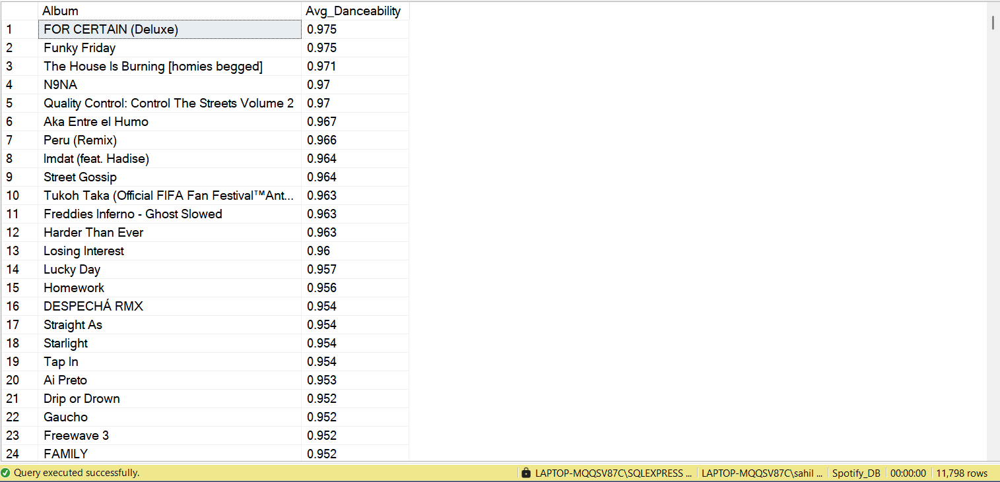 Album Avg_Danceability
1 FOR CERTAIN (Deluxe) 0.975
2 Funky Friday 0.975
3 The House Is Burning [homies begged] 0.971
4 N9NA 0.97
5 Quality Control: Control The Streets Volume 2 0.97
6 Aka Entre el Humo 0.967
7 Peru (Remix) 0.966
8 Imdat (feat. Hadise) 0.964
9 Street Gossip 0.964
10 Tukoh Taka (Official FIFA Fan Festival™Ant... 0.963
11 Freddies Inferno - Ghost Slowed 0.963
12 Harder Than Ever 0.963
13 Losing Interest 0.96
14 Lucky Day 0.957
15 Homework 0.956
16 DESPECHÁ RMX 0.954
17 Straight As 0.954
18 Starlight 0.954
19 Tap In 0.954
20 Ai Preto 0.953
21 Drip or Drown 0.952
22 Gaucho 0.952
23 Freewave 3 0.952
24 FAMILY 0.952
Query executed successfully. LAPTOP-MQQSV87C\SQLEXPRESS ... LAPTOP-MQQSV87C\sahil ... Spotify_DB 00:00:00 11,798 rows